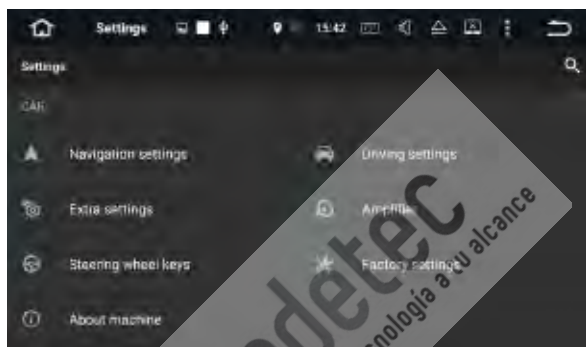 Settings 15:42
Settings
CAR
Navigation settings Driving settings
Extra settings Amplifier
Steering wheel keys Factory settings
About machine
detec
tecnología a tu alcance